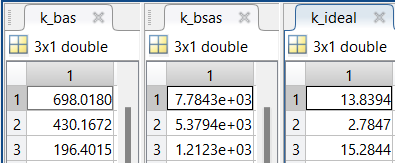 k_bas
3x1 double
1
1 698.0180
2 430.1672
3 196.4015
k_bsas
3x1 double
1
1 7.7843e+03
2 5.3794e+03
3 1.2123e+03
k_ideal
3x1 double
1
1 13.8394
2 2.7847
3 15.2844